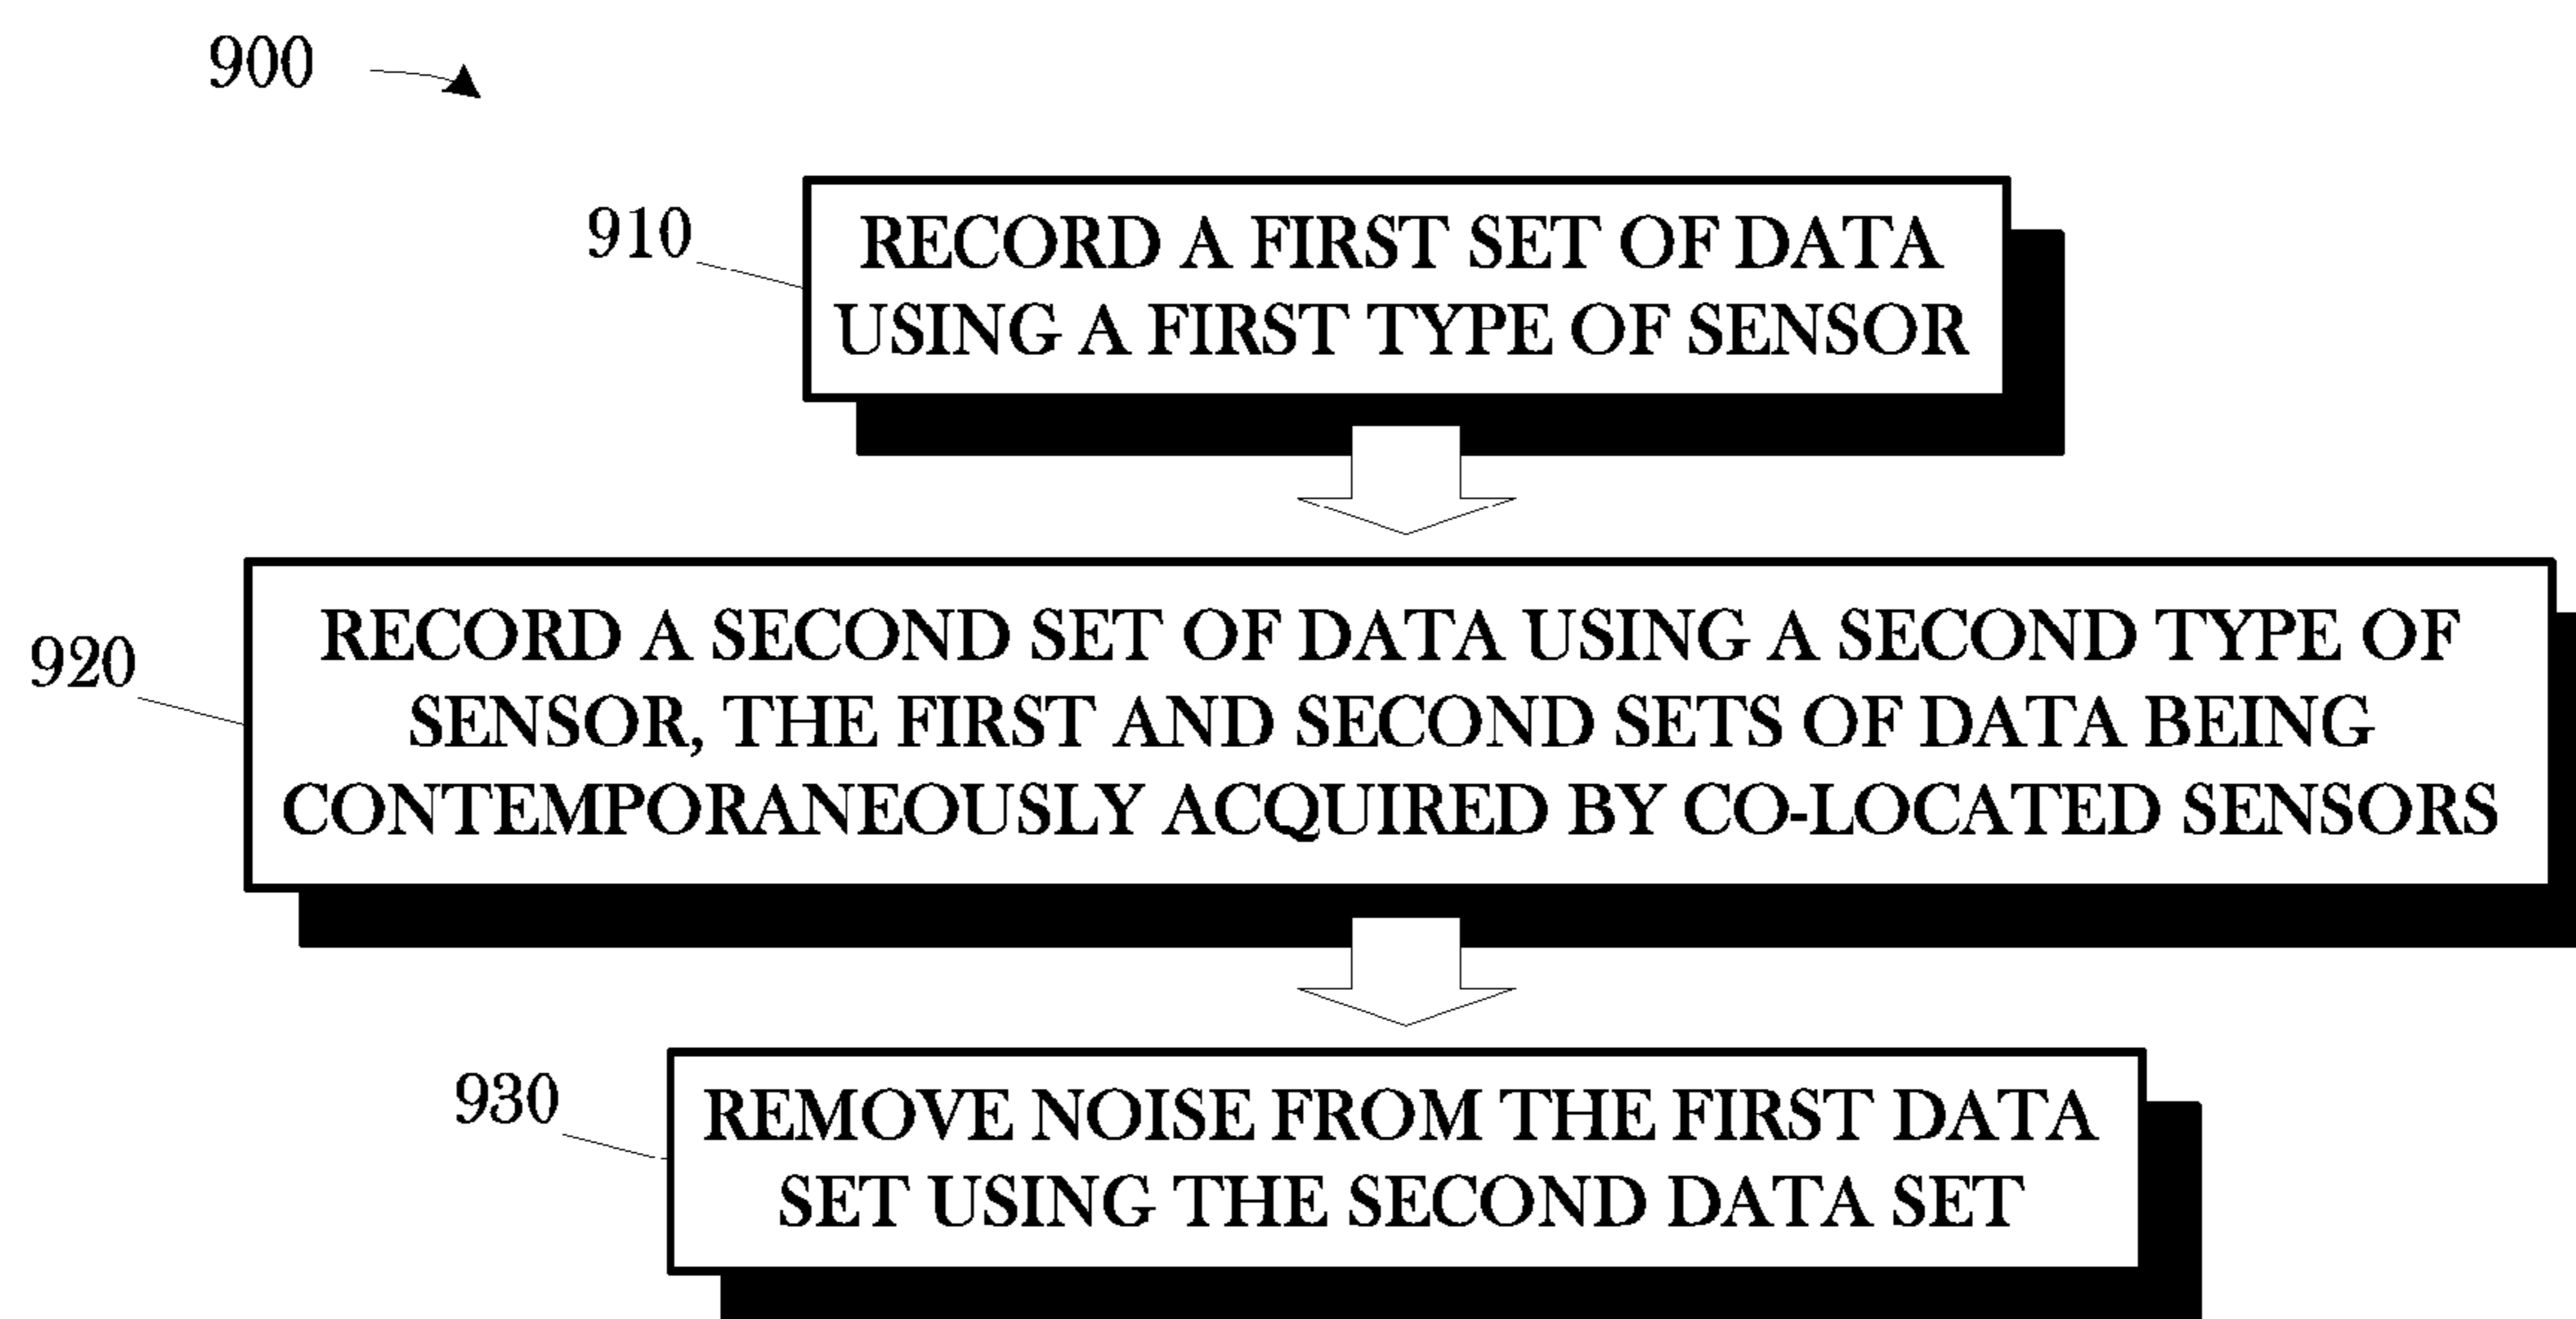 900
910
RECORD A FIRST SET OF DATA
USING A FIRST TYPE OF SENSOR
920
RECORD A SECOND SET OF DATA USING A SECOND TYPE OF
SENSOR, THE FIRST AND SECOND SETS OF DATA BEING
CONTEMPORANEOUSLY ACQUIRED BY CO-LOCATED SENSORS
930
REMOVE NOISE FROM THE FIRST DATA
SET USING THE SECOND DATA SET